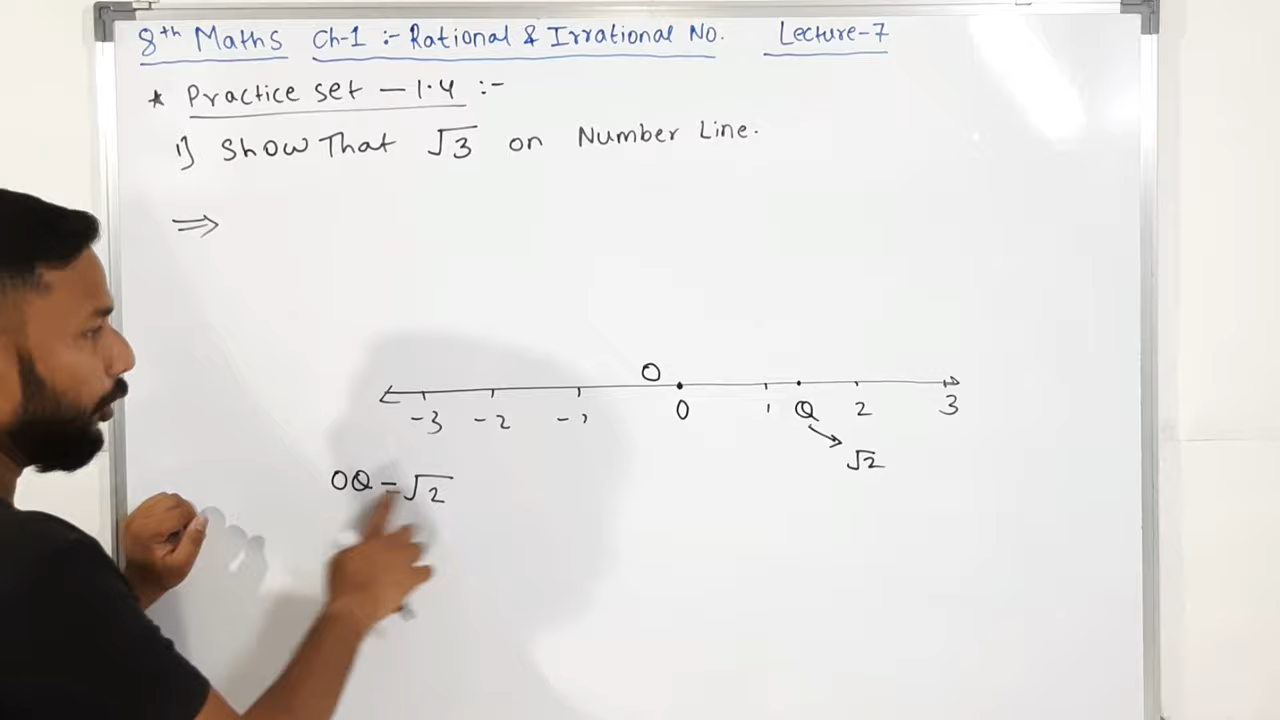 8th Maths Ch-1 :- Rational & Irrational No. Lecture-7
* Practice set - 1.4 :-
1) Show That √3 on Number Line.
⇒
O
-3 -2 -1 0 1 Q 2 3
√2
OQ = √2